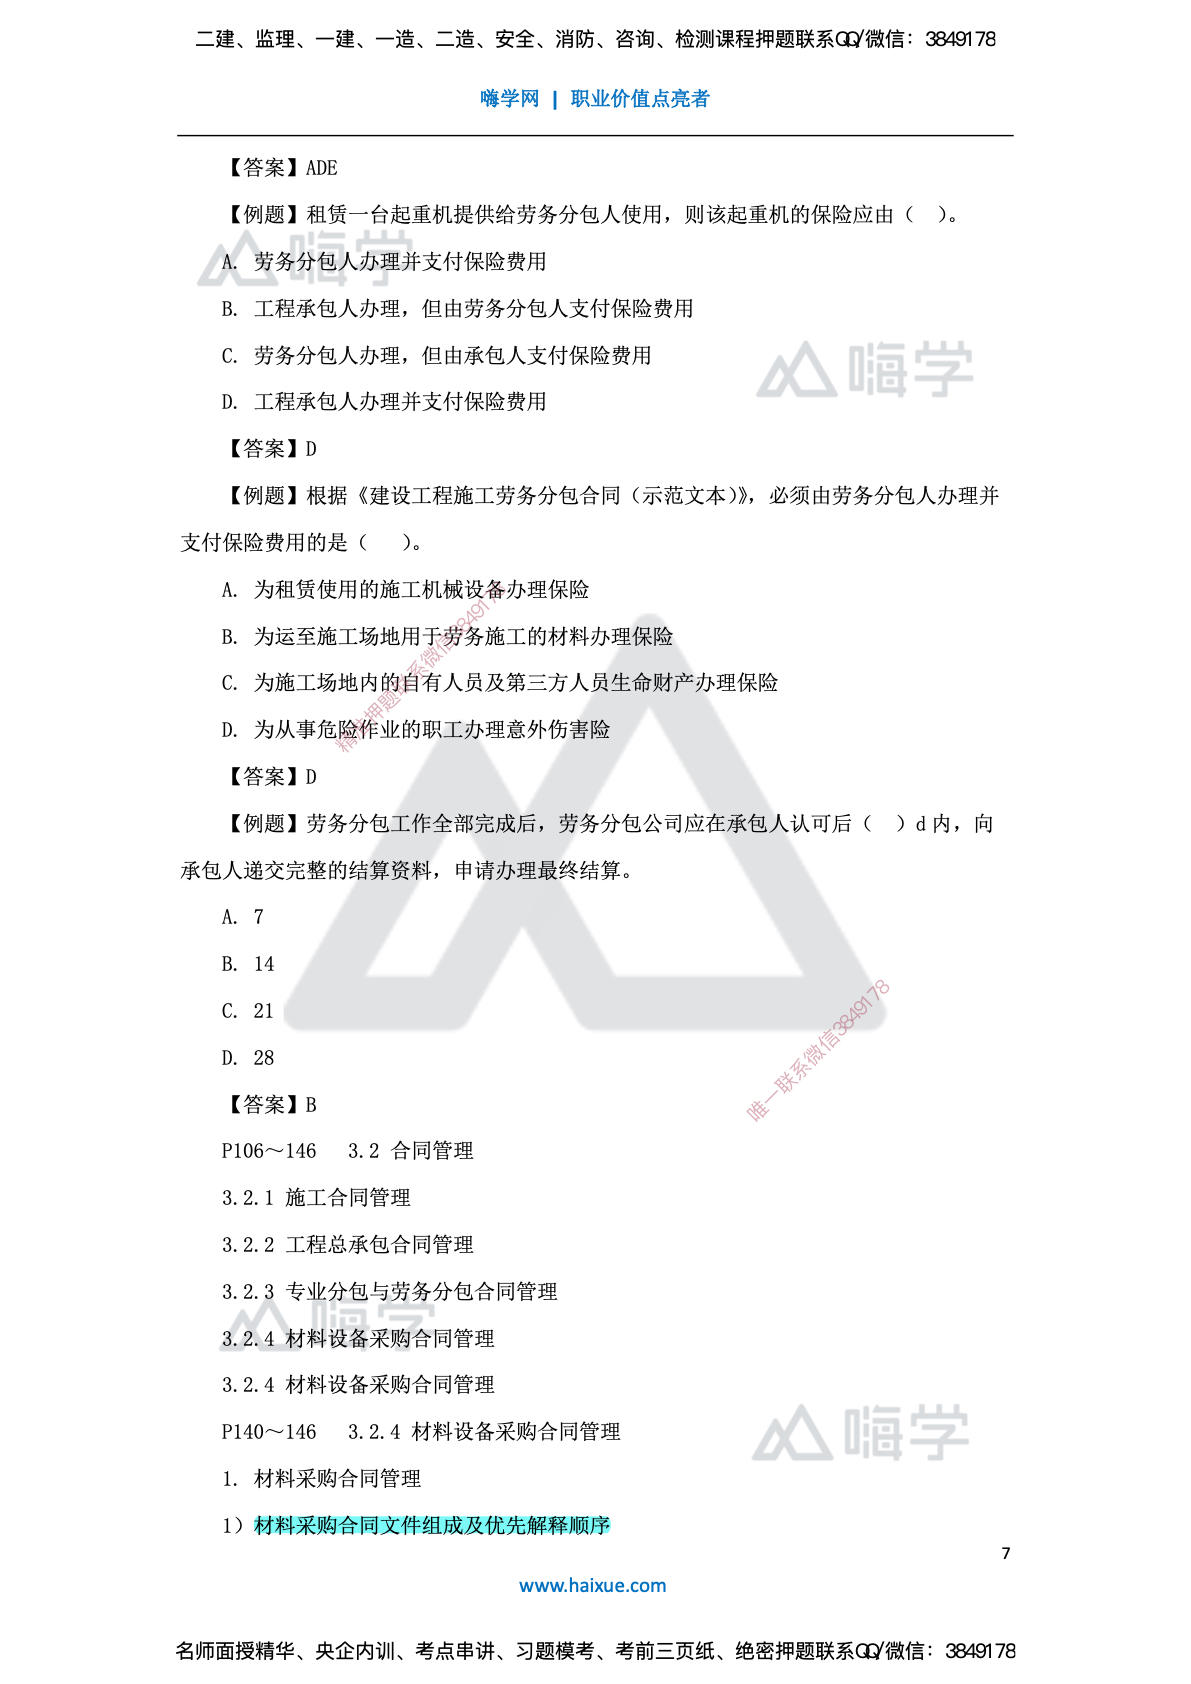 二建、监理、一建、一造、二造、安全、消防、咨询、检测课程押题联系QQ/微信：3849178
嗨学网 | 职业价值点亮者
【答案】ADE
【例题】租赁一台起重机提供给劳务分包人使用，则该起重机的保险应由（ ）。
嗨学
A. 劳务分包人办理并支付保险费用
B. 工程承包人办理，但由劳务分包人支付保险费用
C. 劳务分包人办理，但由承包人支付保险费用
嗨学
D. 工程承包人办理并支付保险费用
【答案】D
【例题】根据《建设工程施工劳务分包合同（示范文本）》，必须由劳务分包人办理并
支付保险费用的是（ ）。
A. 为租赁使用的施工机械设备办理保险
B. 为运至施工场地用于劳务施工的材料办理保险
C. 为施工场地内的自有人员及第三方人员生命财产办理保险
D. 为从事危险作业的职工办理意外伤害险
精准押题联系微信3849178
【答案】D
【例题】劳务分包工作全部完成后，劳务分包公司应在承包人认可后（ ）d 内，向
承包人递交完整的结算资料，申请办理最终结算。
A. 7
B. 14
C. 21
D. 28
唯一联系微信3849178
【答案】B
P106～146 3.2 合同管理
3.2.1 施工合同管理
3.2.2 工程总承包合同管理
3.2.3 专业分包与劳务分包合同管理
嗨学
3.2.4 材料设备采购合同管理
3.2.4 材料设备采购合同管理
P140～146 3.2.4 材料设备采购合同管理
嗨学
1. 材料采购合同管理
1）材料采购合同文件组成及优先解释顺序
7
www.haixue.com
名师面授精华、央企内训、考点串讲、习题模考、考前三页纸、绝密押题联系QQ/微信：3849178